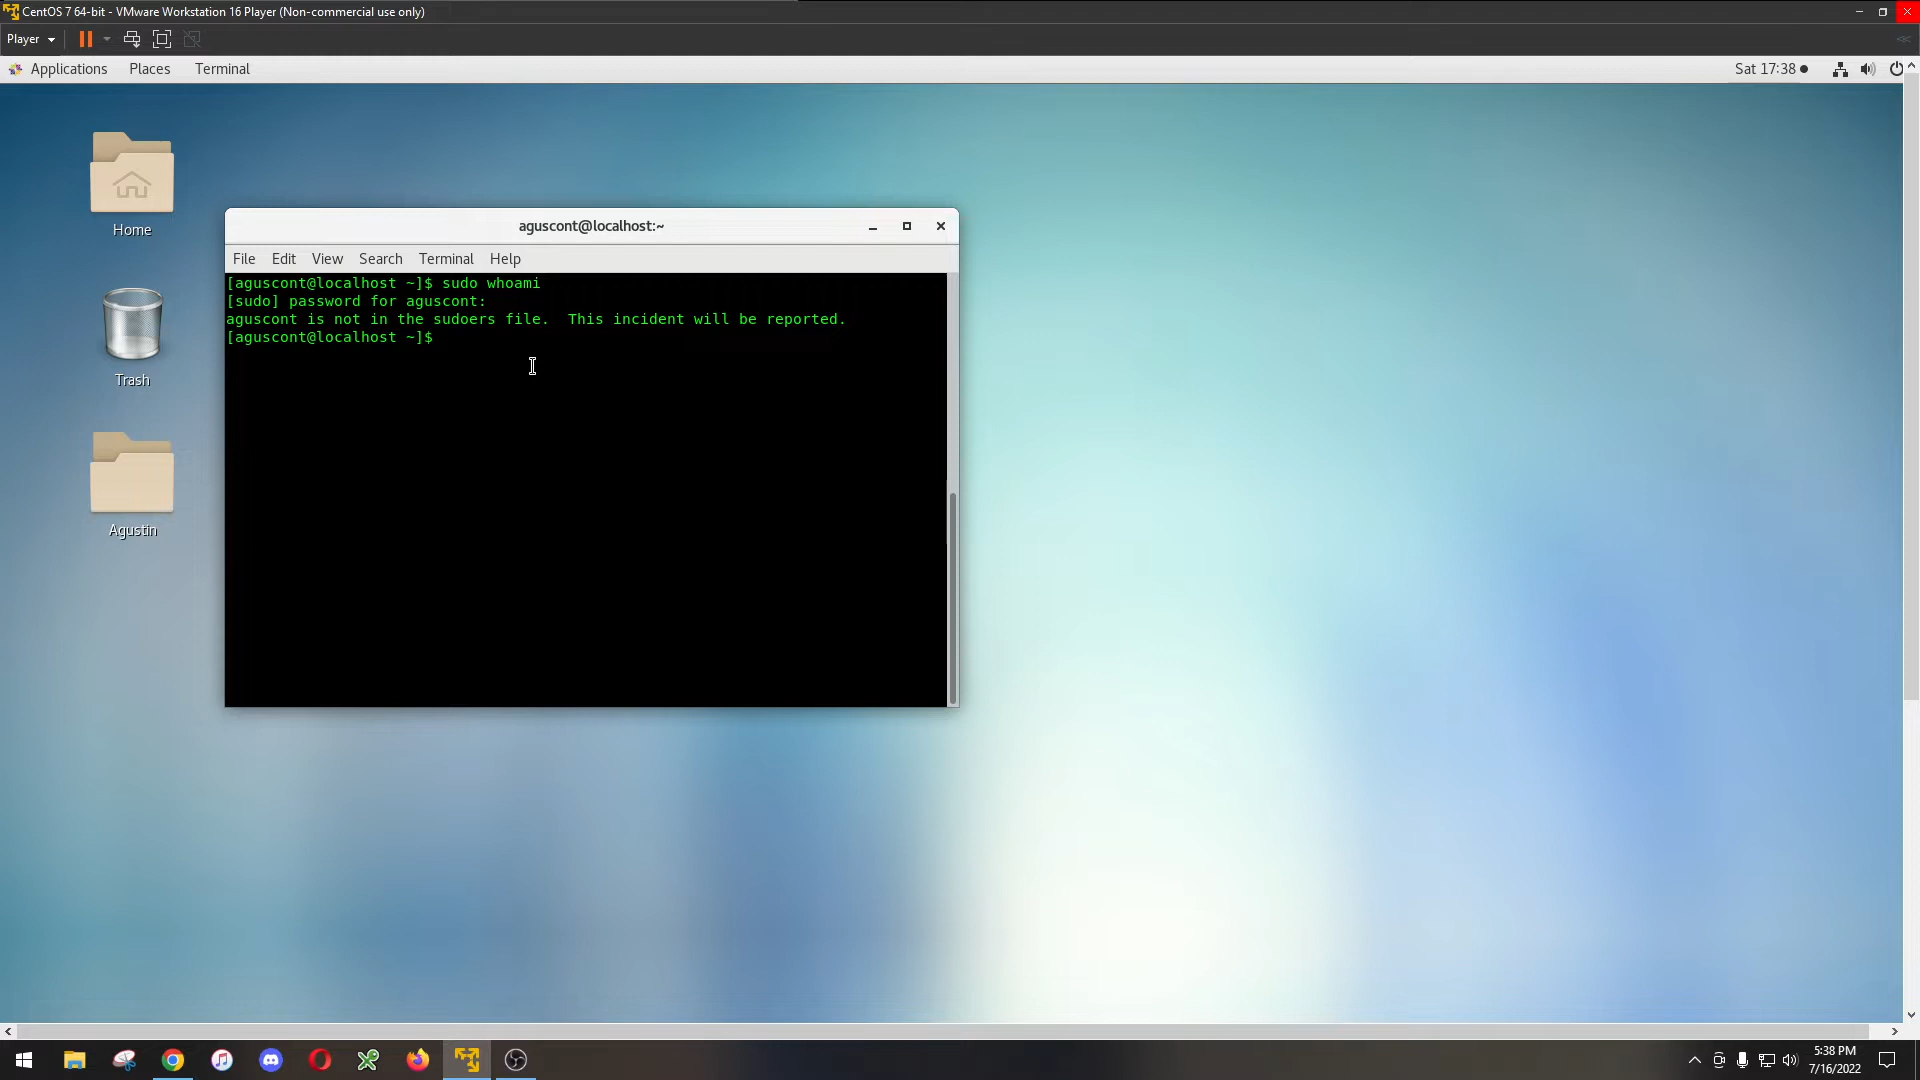 CentOS 7 64-bit - VMware Workstation 16 Player (Non-commercial use only)
Player
Applications Places Terminal
Sat 17:38
Home
Trash
Agustin
aguscont@localhost:~
File Edit View Search Terminal Help
[aguscont@localhost ~]$ sudo whoami
[sudo] password for aguscont:
aguscont is not in the sudoers file.  This incident will be reported.
[aguscont@localhost ~]$
5:38 PM
7/16/2022